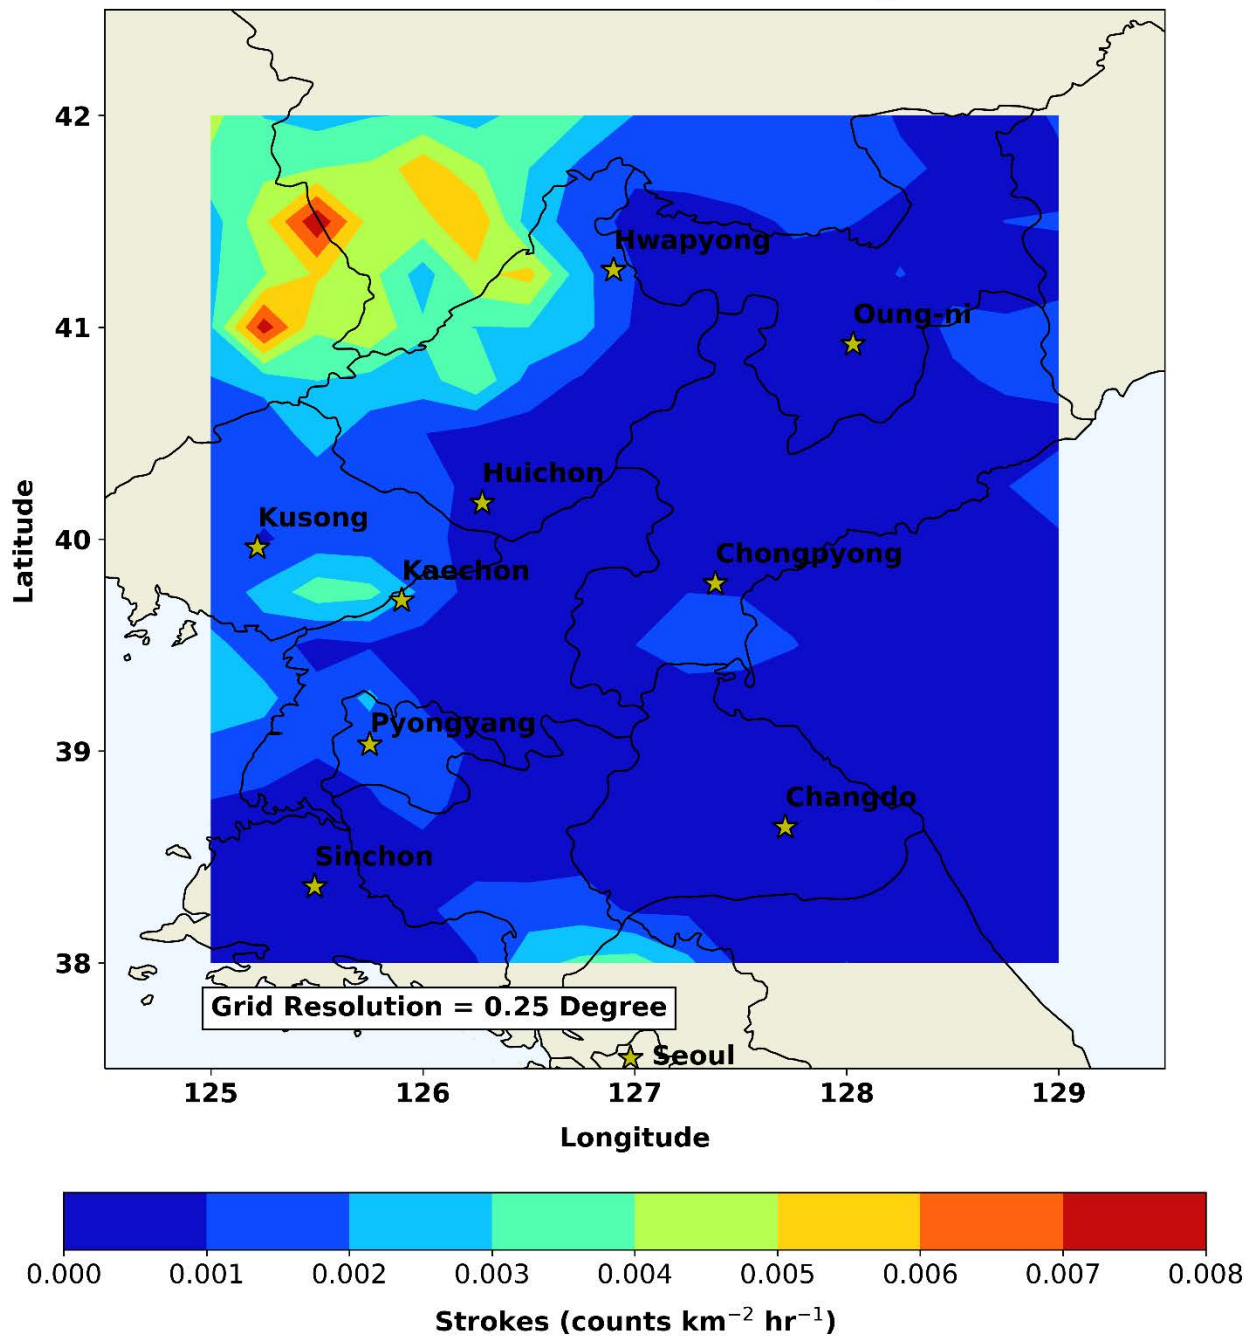 42
Hwapyong
41
Oung-ni
Huichon
Kusong
40
Chongpyong
Kaechon
Latitude
39
Pyongyang
Changdo
Sinchon
38
Grid Resolution = 0.25 Degree
Seoul
125 126 127 128 129
Longitude
0.000 0.001 0.002 0.003 0.004 0.005 0.006 0.007 0.008
Strokes (counts km⁻² hr⁻¹)